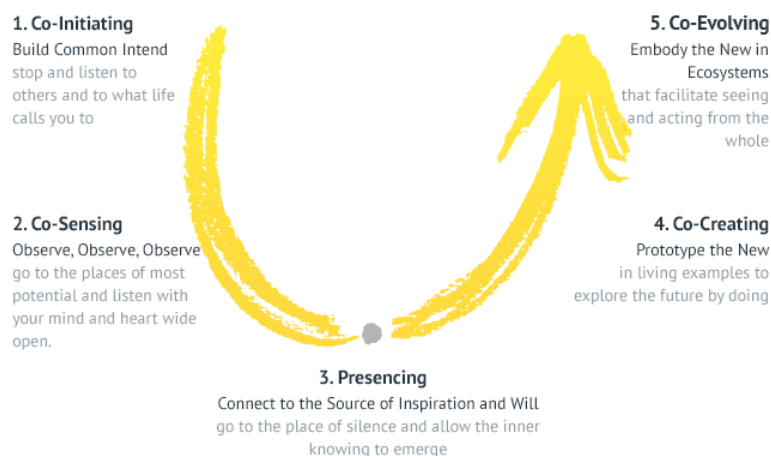 1. Co-Initiating
Build Common Intend
stop and listen to
others and to what life
calls you to
2. Co-Sensing
Observe, Observe, Observe
go to the places of most
potential and listen with
your mind and heart wide
open.
3. Presencing
Connect to the Source of Inspiration and Will
go to the place of silence and allow the inner
knowing to emerge
4. Co-Creating
Prototype the New
in living examples to
explore the future by doing
5. Co-Evolving
Embody the New in
Ecosystems
that facilitate seeing
and acting from the
whole